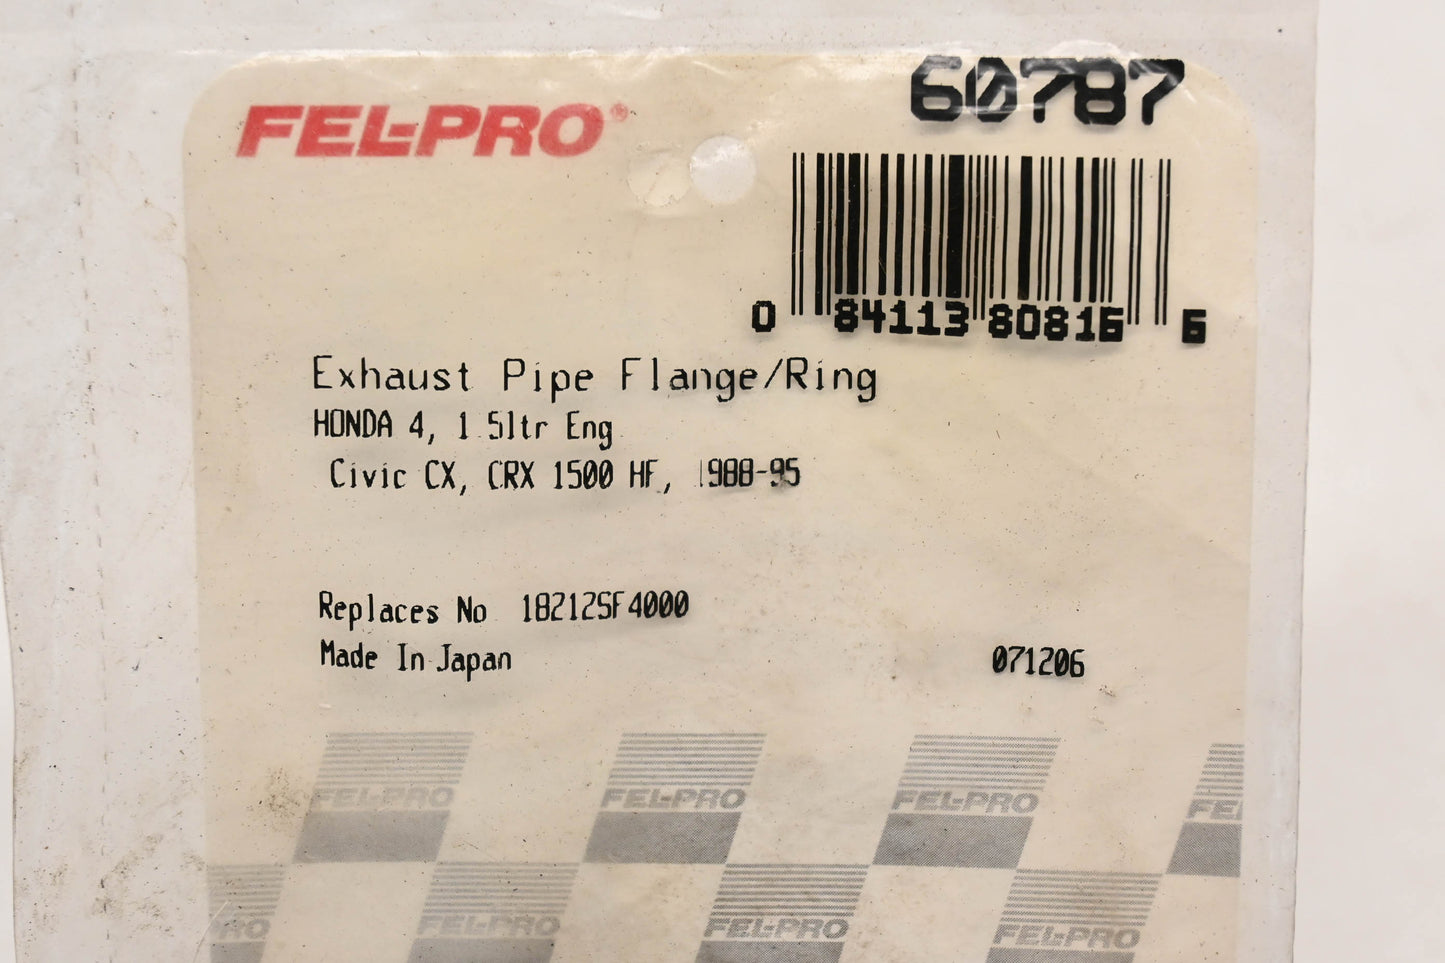 FEL-PRO®
60787
0 84113 80816 6
Exhaust Pipe Flange/Ring
HONDA 4, 1.5ltr Eng
Civic CX, CRX 1500 HF, 1988-95
Replaces No 18212SF4000
Made In Japan
071206
FEL-PRO FEL-PRO FEL-PRO FEL
PRO FEL-PRO FEL-PRO FEL-PRO